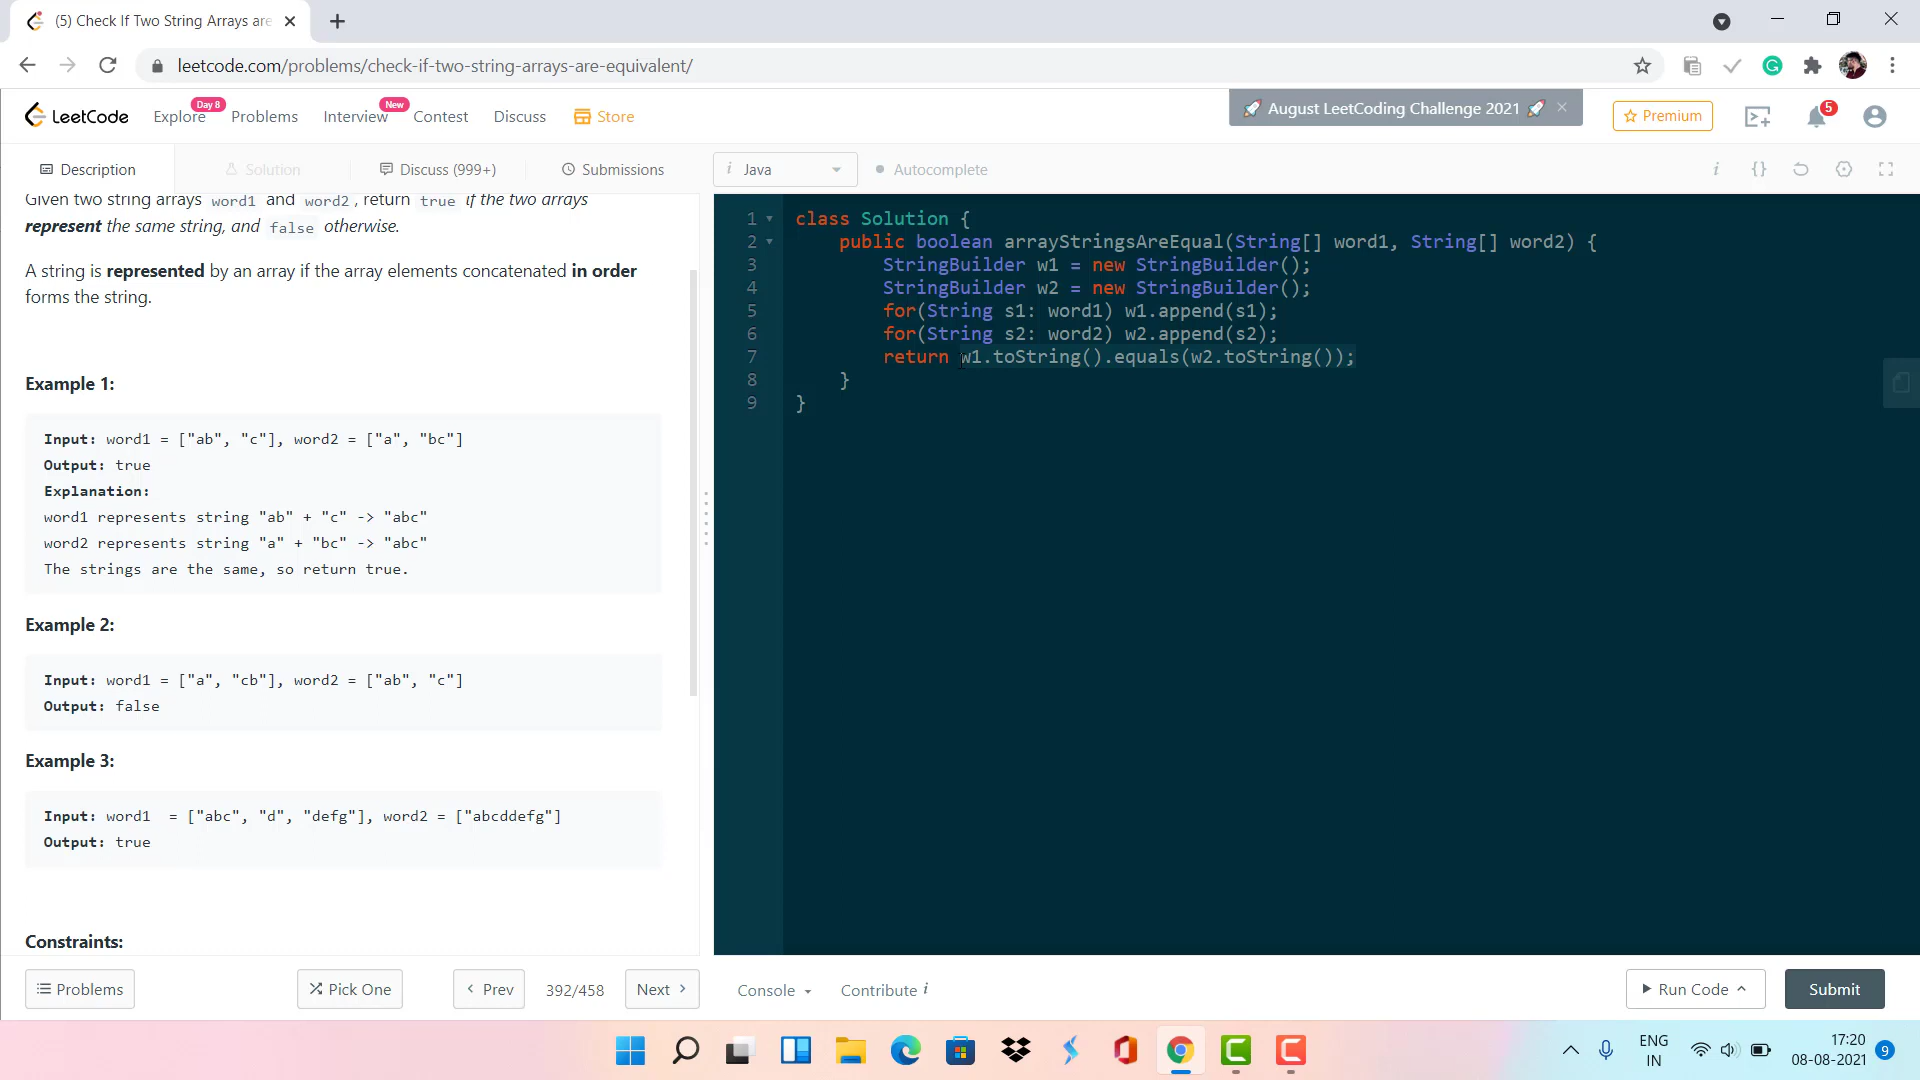 (5) Check If Two String Arrays are
leetcode.com/problems/check-if-two-string-arrays-are-equivalent/
LeetCode
Explore
Day 8
Problems
Interview
New
Contest
Discuss
Store
🚀 August LeetCoding Challenge 2021 🚀
Premium
5
Description
Solution
Discuss (999+)
Submissions
i Java
Autocomplete
Given two string arrays word1 and word2, return true if the two arrays
represent the same string, and false otherwise.
A string is represented by an array if the array elements concatenated in order
forms the string.
Example 1:
Input: word1 = ["ab", "c"], word2 = ["a", "bc"]
Output: true
Explanation:
word1 represents string "ab" + "c" -> "abc"
word2 represents string "a" + "bc" -> "abc"
The strings are the same, so return true.
Example 2:
Input: word1 = ["a", "cb"], word2 = ["ab", "c"]
Output: false
Example 3:
Input: word1  = ["abc", "d", "defg"], word2 = ["abcddefg"]
Output: true
Constraints:
1 class Solution {
2     public boolean arrayStringsAreEqual(String[] word1, String[] word2) {
3         StringBuilder w1 = new StringBuilder();
4         StringBuilder w2 = new StringBuilder();
5         for(String s1: word1) w1.append(s1);
6         for(String s2: word2) w2.append(s2);
7         return w1.toString().equals(w2.toString());
8     }
9 }
Problems
Pick One
Prev
392/458
Next
Console
Contribute i
Run Code
Submit
ENG
IN
17:20
08-08-2021
9